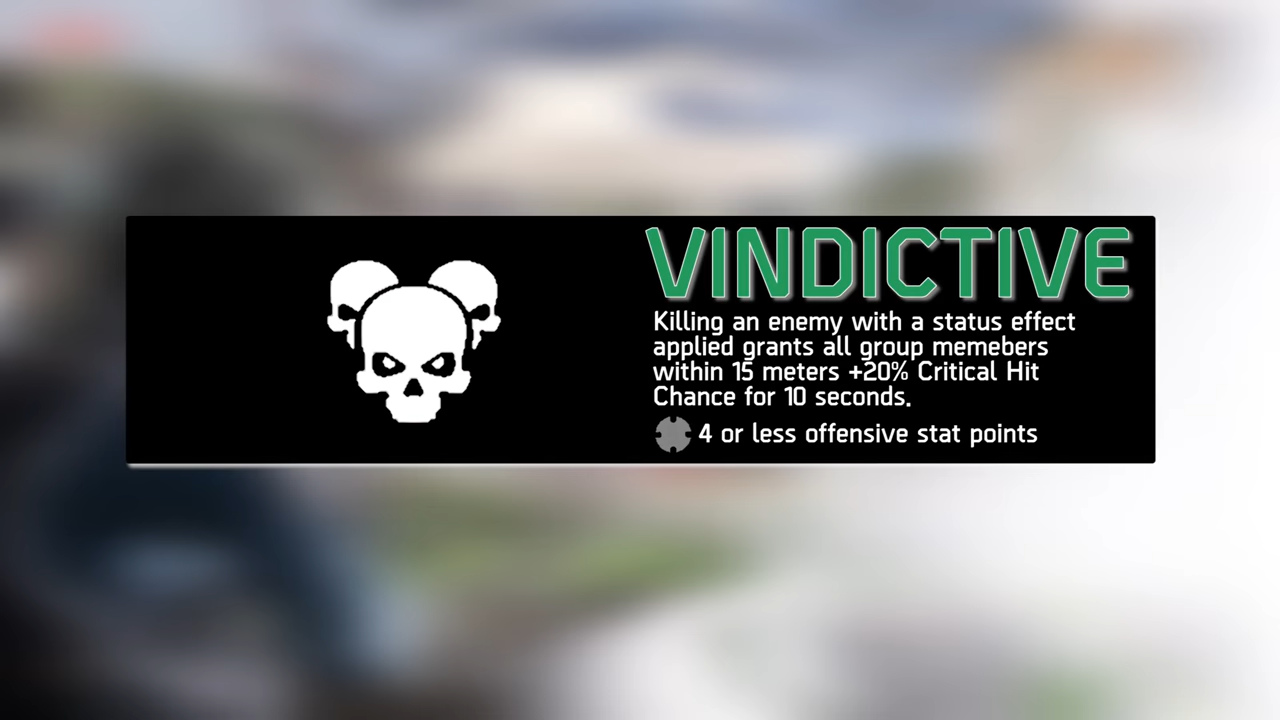 VINDICTIVE
Killing an enemy with a status effect
applied grants all group memebers
within 15 meters +20% Critical Hit
Chance for 10 seconds.
4 or less offensive stat points